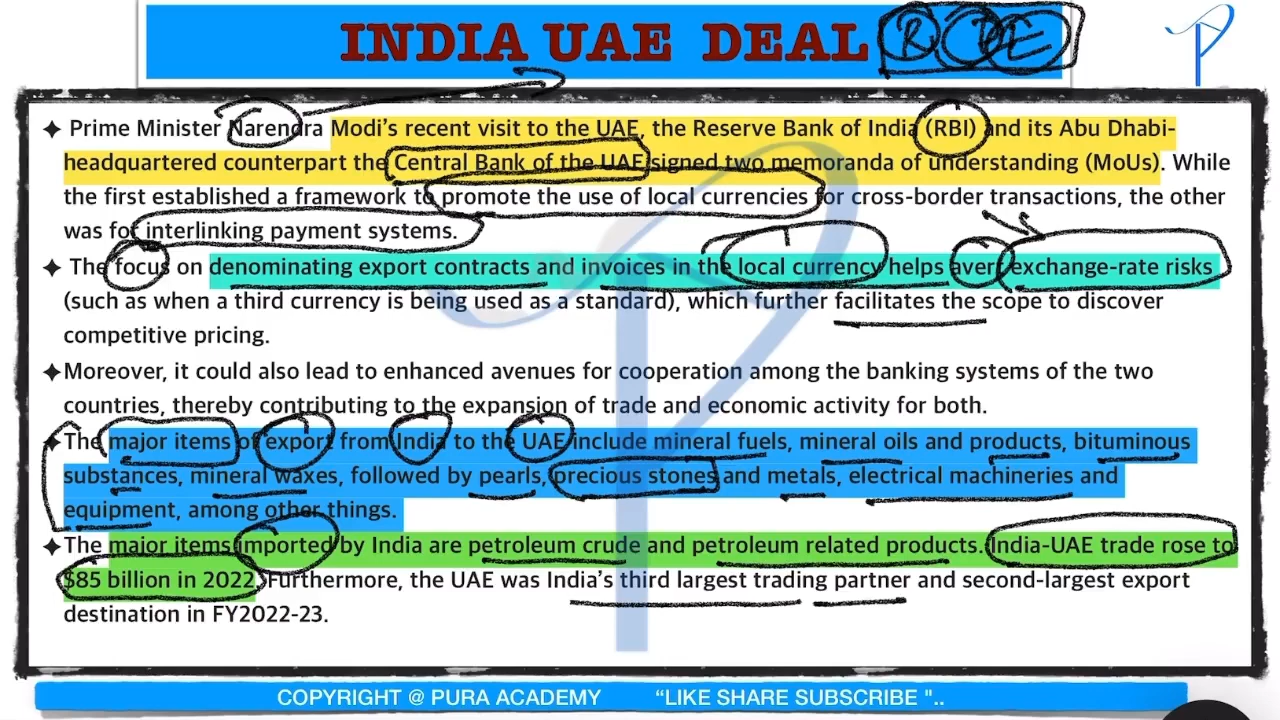 INDIA UAE DEAL R DE
P
✦ Prime Minister Narendra Modi's recent visit to the UAE, the Reserve Bank of India (RBI) and its Abu Dhabi-
headquartered counterpart the Central Bank of the UAE signed two memoranda of understanding (MoUs). While
the first established a framework to promote the use of local currencies for cross-border transactions, the other
was for interlinking payment systems.
✦ The focus on denominating export contracts and invoices in the local currency helps avert exchange-rate risks
(such as when a third currency is being used as a standard), which further facilitates the scope to discover
competitive pricing.
✦Moreover, it could also lead to enhanced avenues for cooperation among the banking systems of the two
countries, thereby contributing to the expansion of trade and economic activity for both.
✦The major items of export from India to the UAE include mineral fuels, mineral oils and products, bituminous
substances, mineral waxes, followed by pearls, precious stones and metals, electrical machineries and
equipment, among other things.
✦The major items imported by India are petroleum crude and petroleum related products. India-UAE trade rose to
$85 billion in 2022. Furthermore, the UAE was India's third largest trading partner and second-largest export
destination in FY2022-23.
COPYRIGHT @ PURA ACADEMY "LIKE SHARE SUBSCRIBE "..